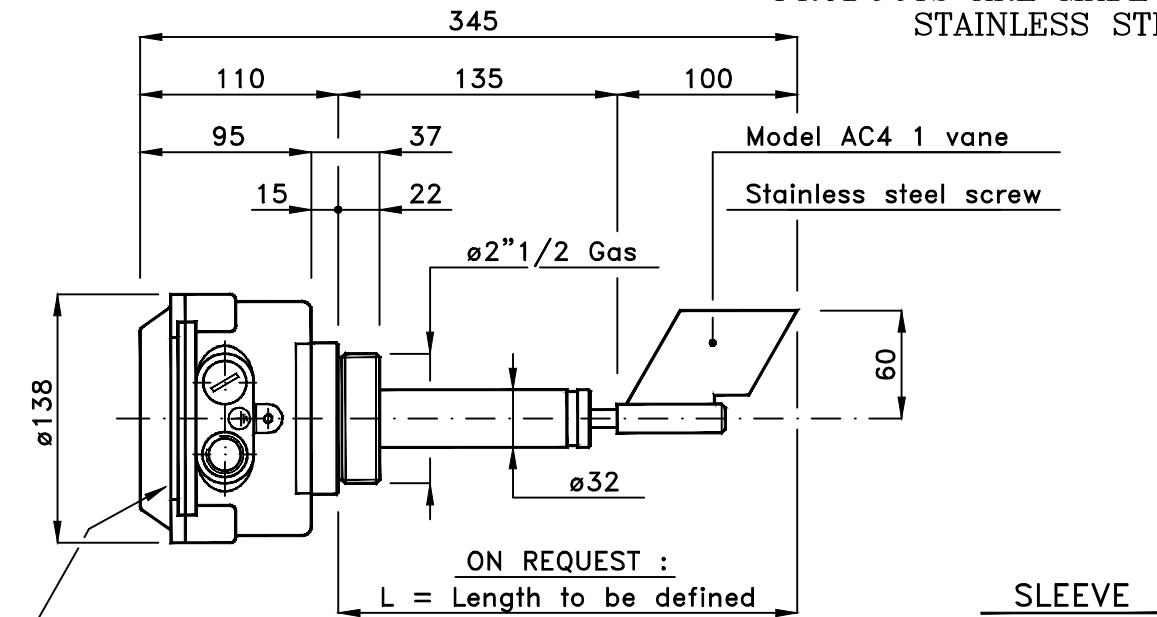 STAINLESS
345
110 135 100
95 37 Model AC4 1 vane
15 22 Stainless steel screw
ø2"1/2 Gas
60
ø138
ø32
ON REQUEST :
L = Length to be defined
SLEEVE